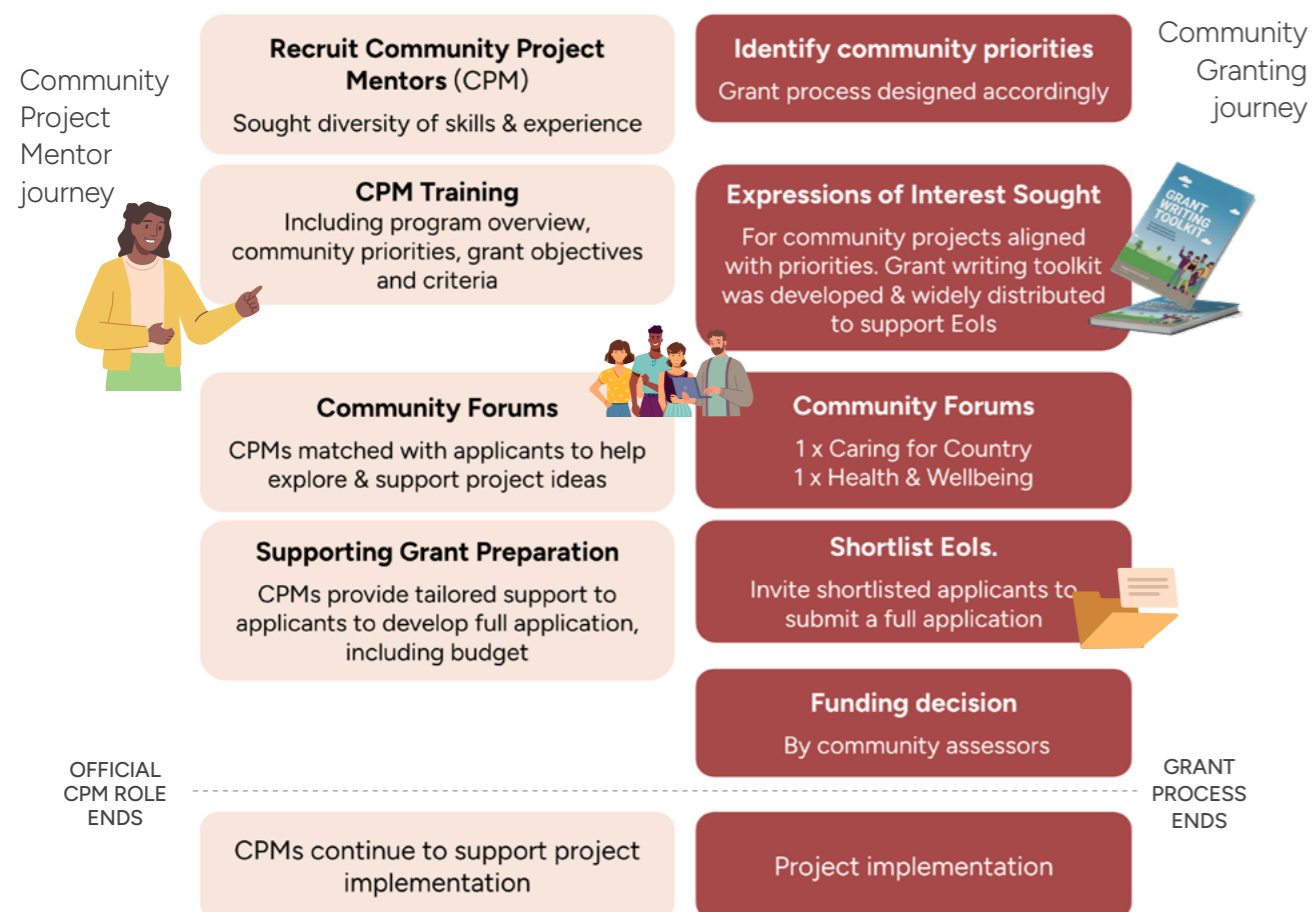 Community
Project
Mentor
journey
Recruit Community Project
Mentors (CPM)
Sought diversity of skills & experience
Identify community priorities
Grant process designed accordingly
Community
Granting
journey
CPM Training
Including program overview,
community priorities, grant objectives
and criteria
Expressions of Interest Sought
For community projects aligned
with priorities. Grant writing toolkit
was developed & widely distributed
to support EoIs
GRANT
WRITING
TOOLKIT
Community Forums
CPMs matched with applicants to help
explore & support project ideas
Community Forums
1 x Caring for Country
1 x Health & Wellbeing
Supporting Grant Preparation
CPMs provide tailored support to
applicants to develop full application,
including budget
Shortlist EoIs.
Invite shortlisted applicants to
submit a full application
Funding decision
By community assessors
OFFICIAL
CPM ROLE
ENDS
GRANT
PROCESS
ENDS
CPMs continue to support project
implementation
Project implementation